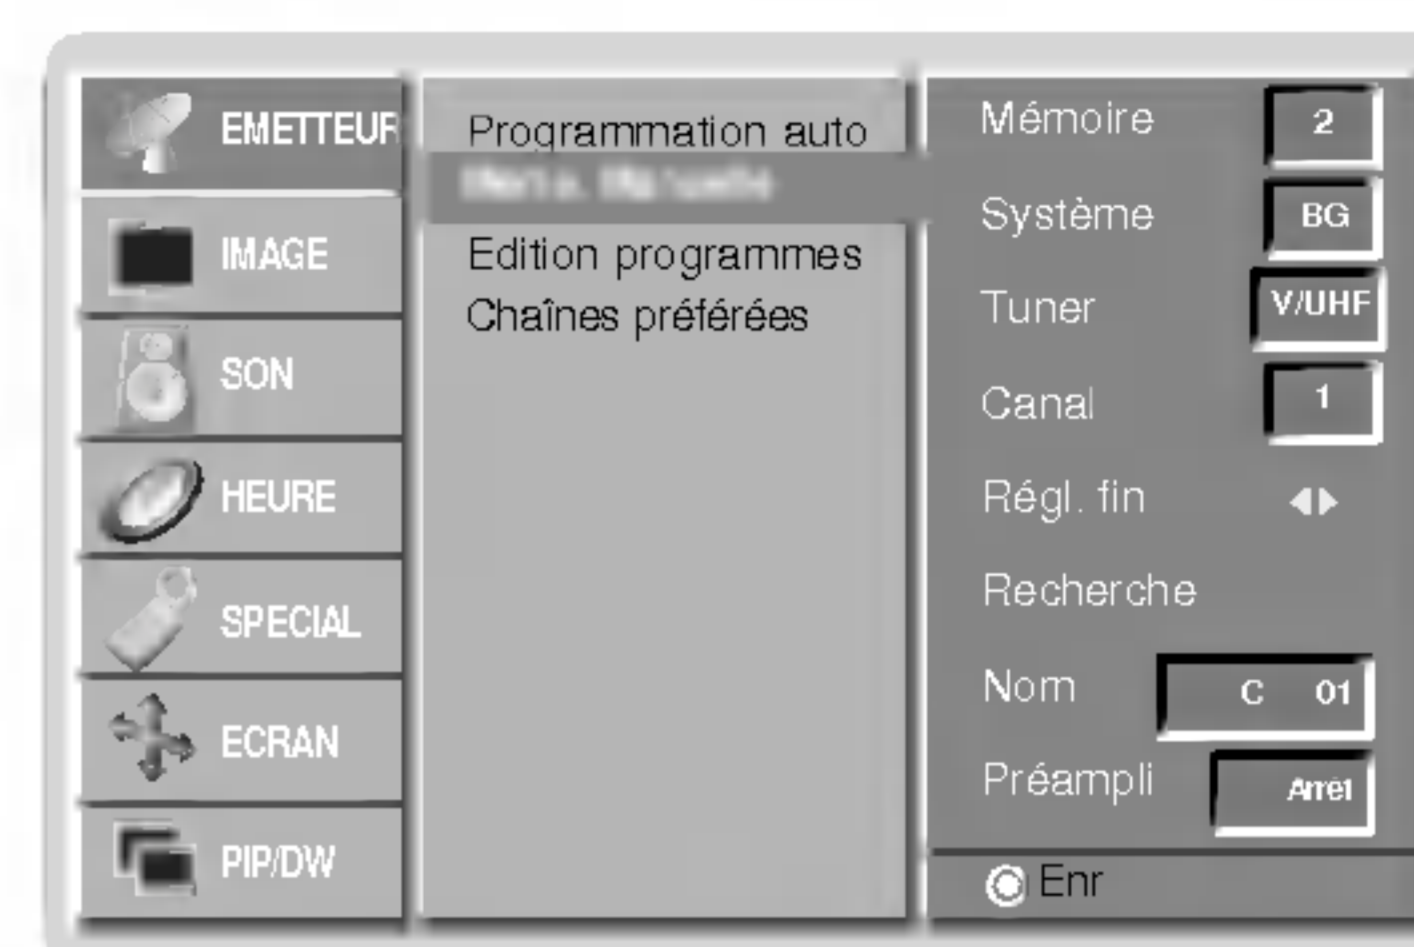 EMETTEUR
IMAGE
SON
HEURE
SPECIAL
ECRAN
PIP/DW
Programmation auto
Edition programmes
Chaînes préférées
Mémoire 2
Système BG
Tuner V/UHF
Canal 1
Régl. fin
Recherche
Nom C 01
Préampli Arrêt
Enr